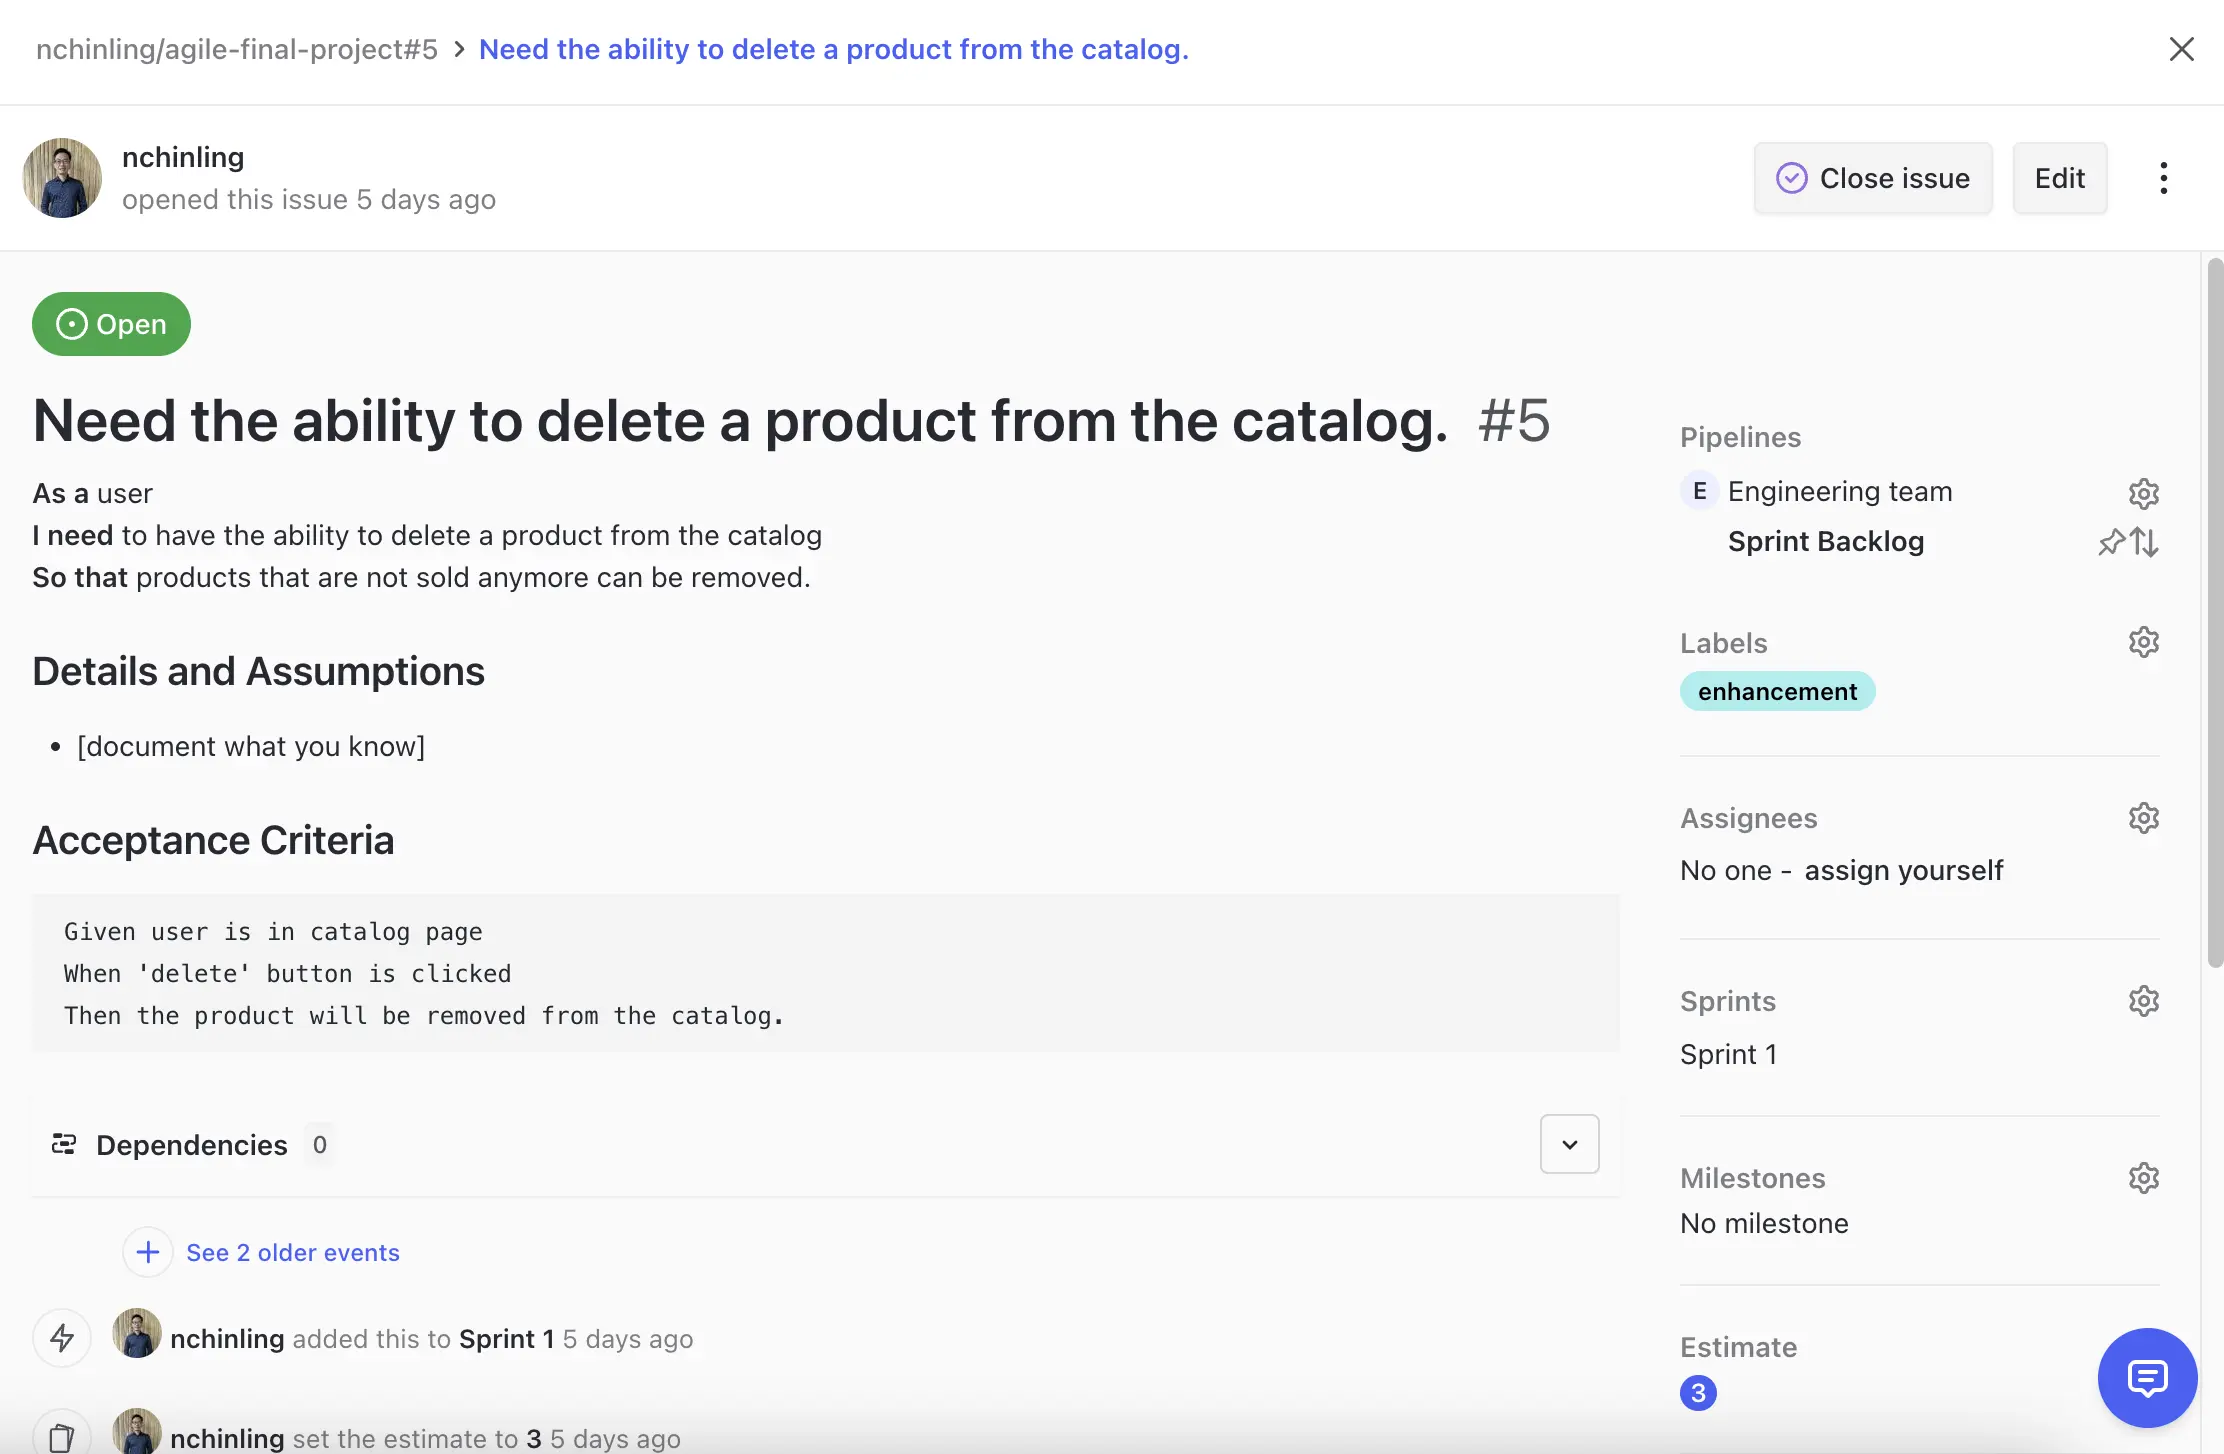 nchinling/agile-final-project#5 > Need the ability to delete a product from the catalog.
nchinling
opened this issue 5 days ago
Close issue
Edit
Open
Need the ability to delete a product from the catalog. #5
As a user
I need to have the ability to delete a product from the catalog
So that products that are not sold anymore can be removed.
Details and Assumptions
• [document what you know]
Acceptance Criteria
Given user is in catalog page
When 'delete' button is clicked
Then the product will be removed from the catalog.
Dependencies 0
See 2 older events
nchinling added this to Sprint 1 5 days ago
nchinling set the estimate to 3 5 days ago
Pipelines
E Engineering team
Sprint Backlog
Labels
enhancement
Assignees
No one - assign yourself
Sprints
Sprint 1
Milestones
No milestone
Estimate
3